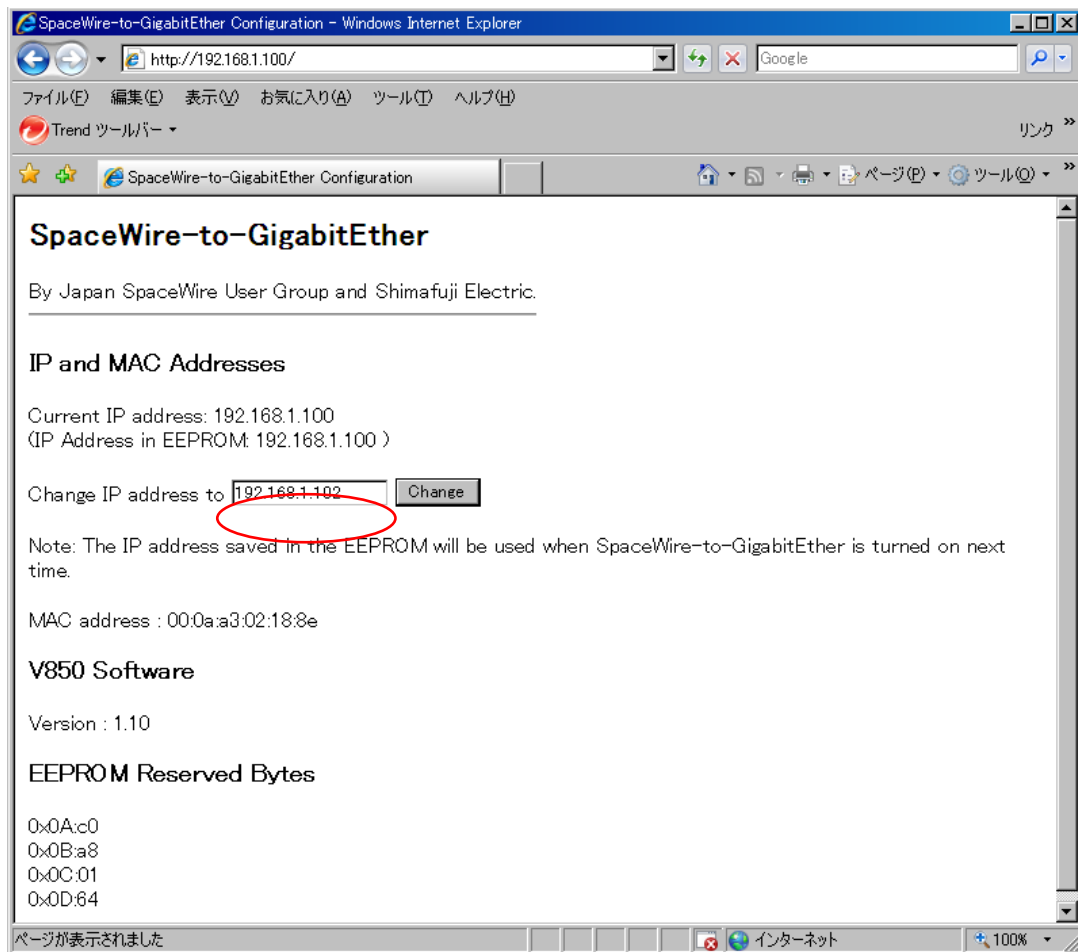 SpaceWire-to-GigabitEther Configuration - Windows Internet Explorer
http://192.168.1.100/
Google
ファイル(F) 編集(E) 表示(V) お気に入り(A) ツール(T) ヘルプ(H)
Trend ツールバー
リンク »
SpaceWire-to-GigabitEther Configuration
ページ(P) ツール(O) »
SpaceWire-to-GigabitEther
By Japan SpaceWire User Group and Shimafuji Electric.
IP and MAC Addresses
Current IP address: 192.168.1.100
(IP Address in EEPROM: 192.168.1.100 )
Change IP address to 192.168.1.102 Change
Note: The IP address saved in the EEPROM will be used when SpaceWire-to-GigabitEther is turned on next
time.
MAC address : 00:0a:a3:02:18:8e
V850 Software
Version : 1.10
EEPROM Reserved Bytes
0x0A:c0
0x0B:a8
0x0C:01
0x0D:64
ページが表示されました
インターネット
100%